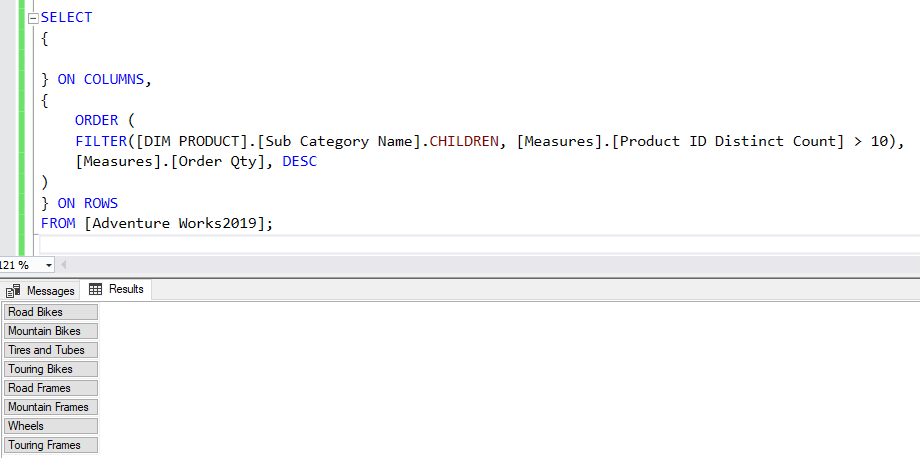 SELECT
{
} ON COLUMNS,
{
ORDER (
FILTER([DIM PRODUCT].[Sub Category Name].CHILDREN, [Measures].[Product ID Distinct Count] > 10),
[Measures].[Order Qty], DESC
)
} ON ROWS
FROM [Adventure Works2019];
121 %
Messages Results
Road Bikes
Mountain Bikes
Tires and Tubes
Touring Bikes
Road Frames
Mountain Frames
Wheels
Touring Frames